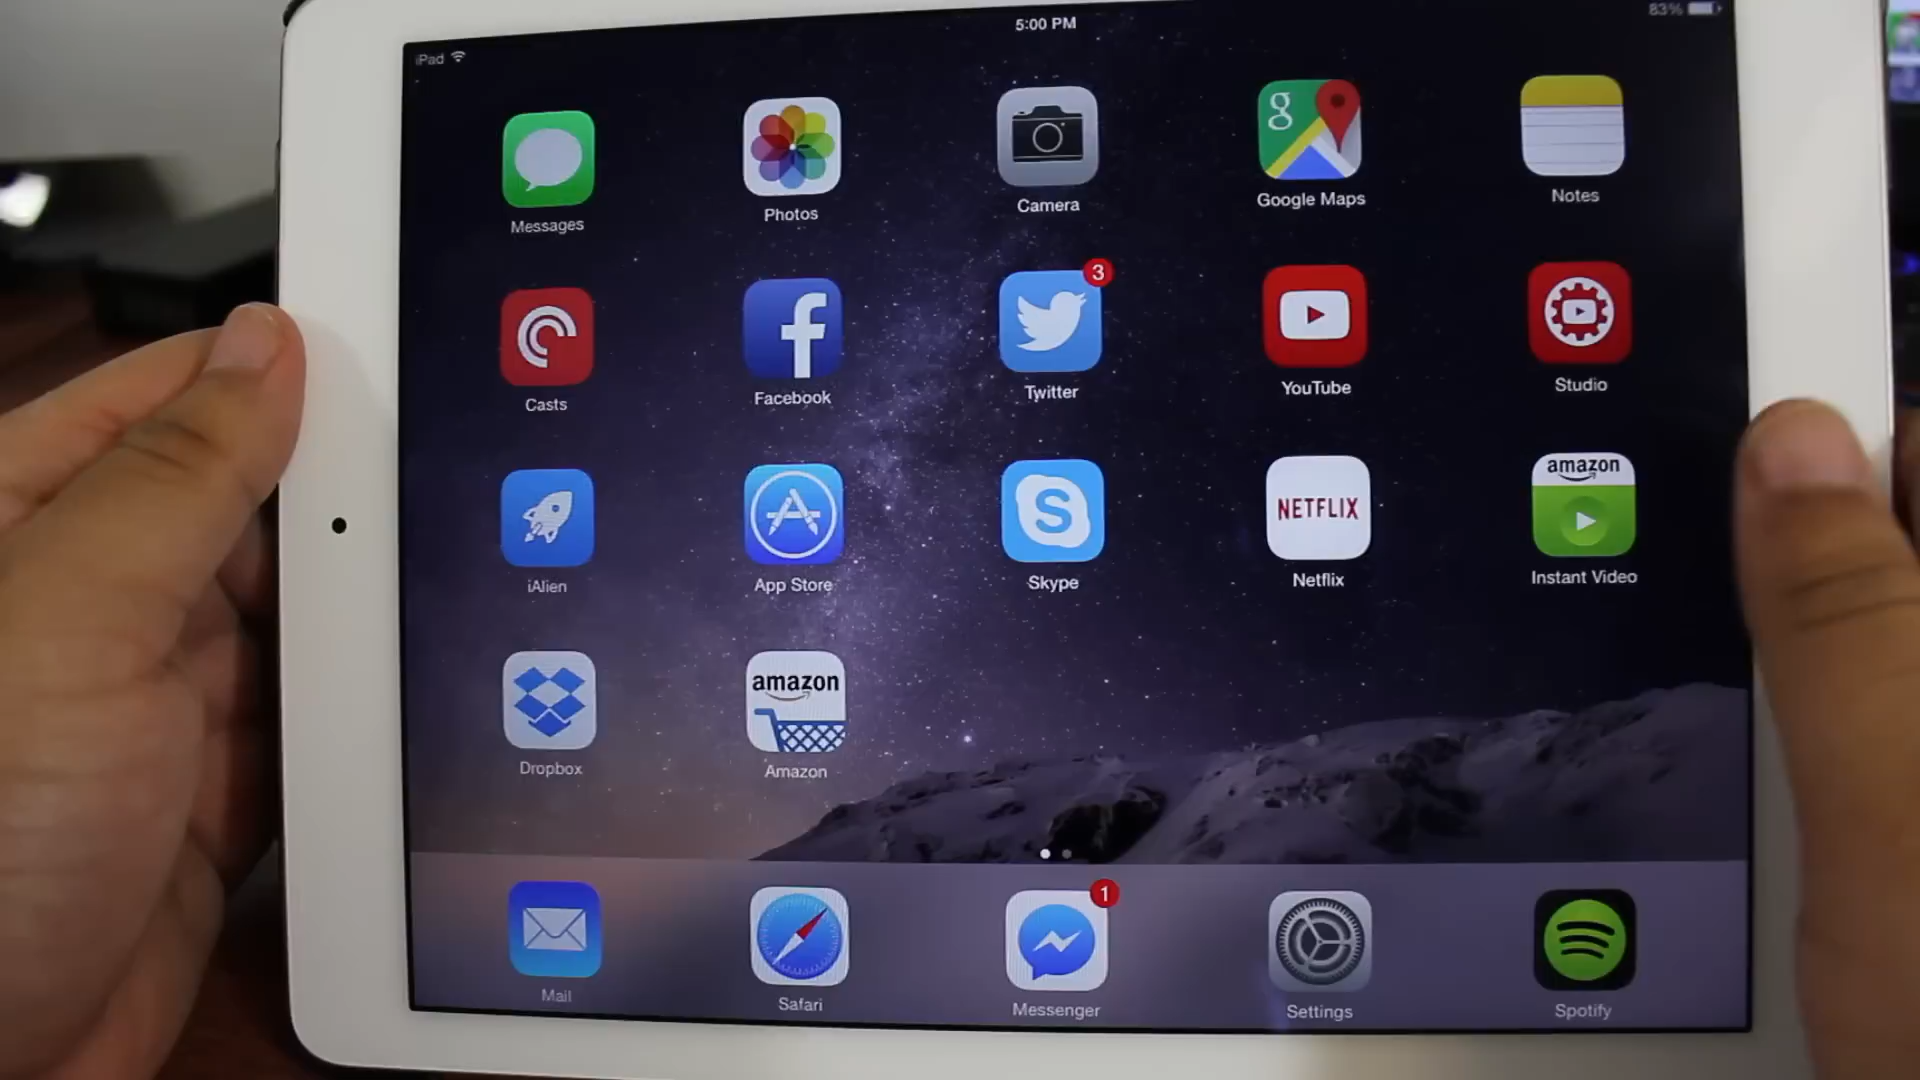 5:00 PM
83%
iPad
Messages
Photos
Camera
g
Google Maps
Notes
Casts
f
Facebook
3
Twitter
YouTube
Studio
iAlien
App Store
S
Skype
NETFLIX
Netflix
amazon
Instant Video
Dropbox
amazon
Amazon
Mail
Safari
1
Messenger
Settings
Spotify